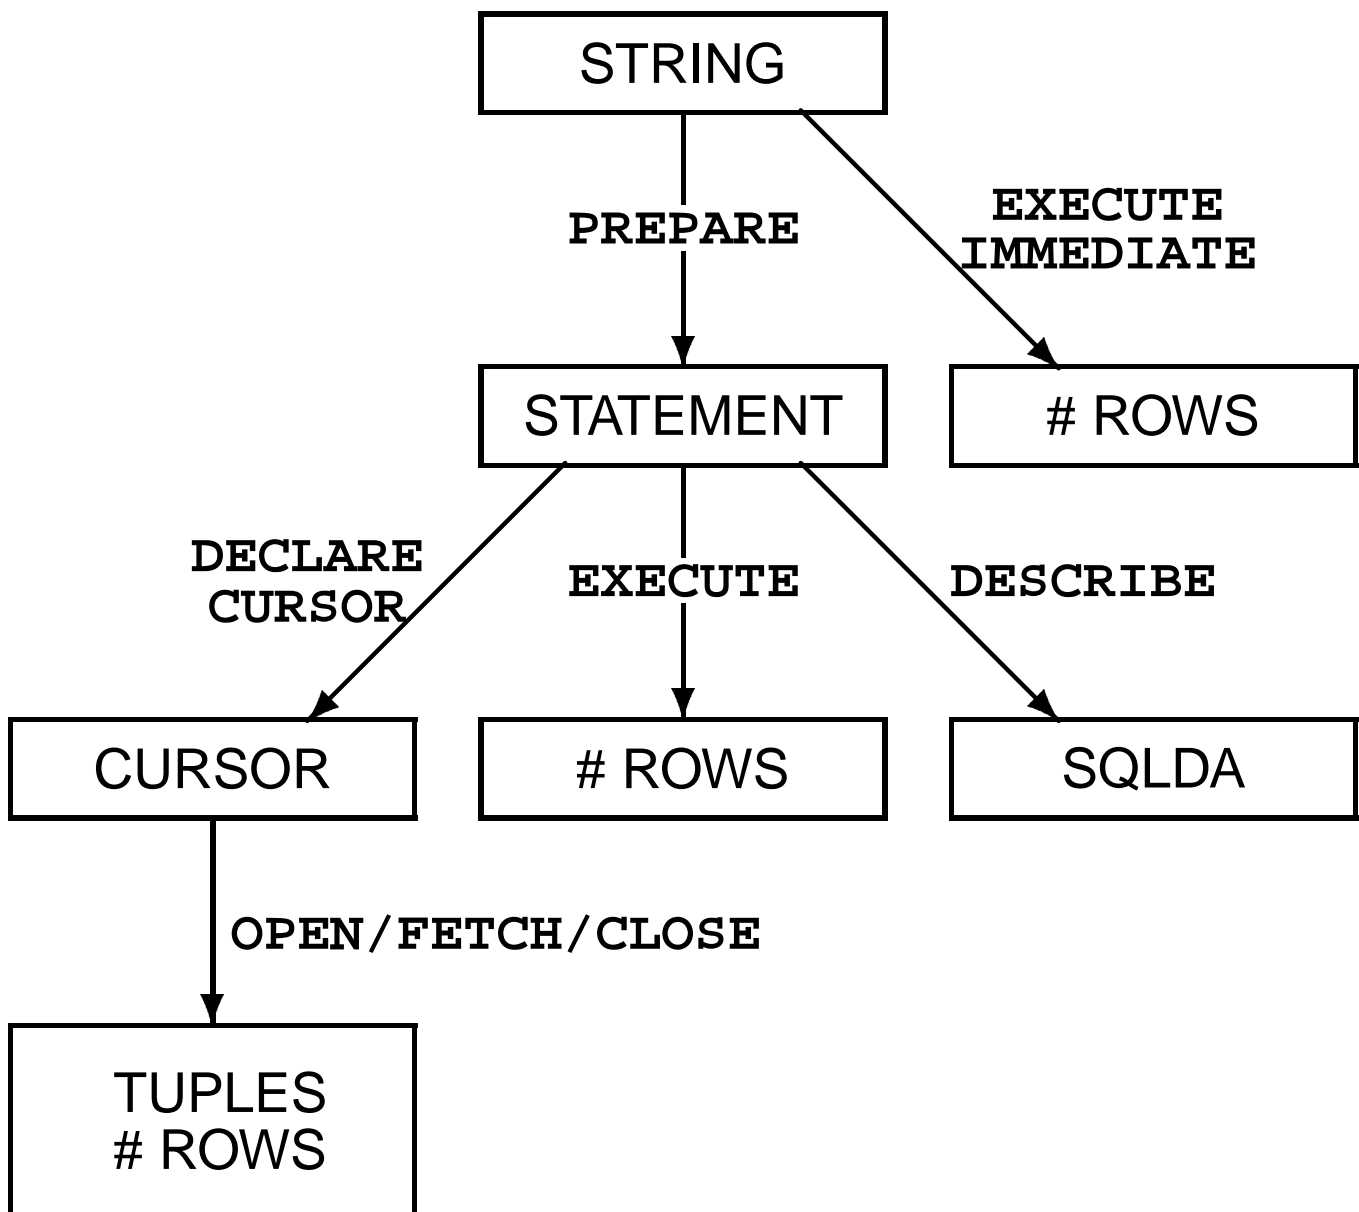 STRING
PREPARE
EXECUTE
IMMEDIATE
STATEMENT
# ROWS
DECLARE
CURSOR
EXECUTE
DESCRIBE
CURSOR
# ROWS
SQLDA
OPEN/FETCH/CLOSE
TUPLES
# ROWS